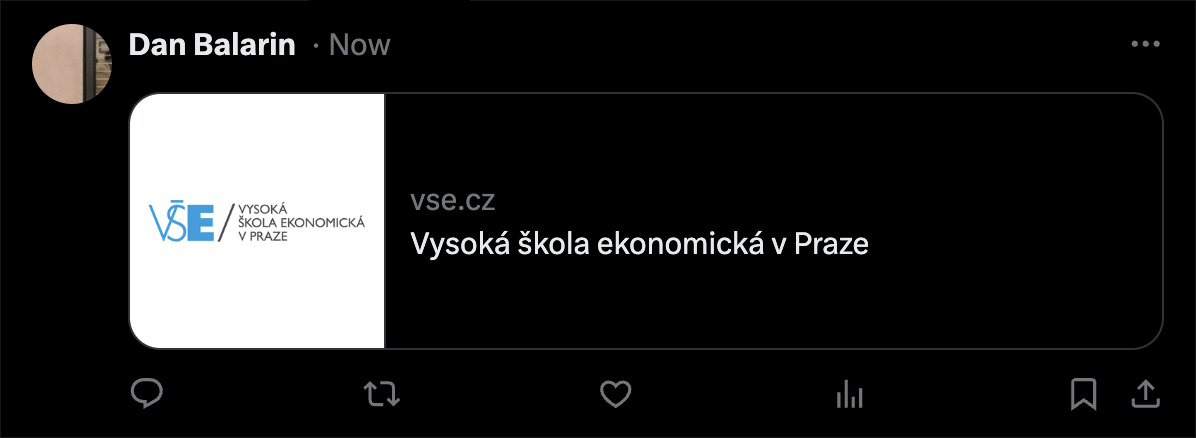 Dan Balarin · Now
VŠE / VYSOKÁ
ŠKOLA EKONOMICKÁ
V PRAZE
vse.cz
Vysoká škola ekonomická v Praze